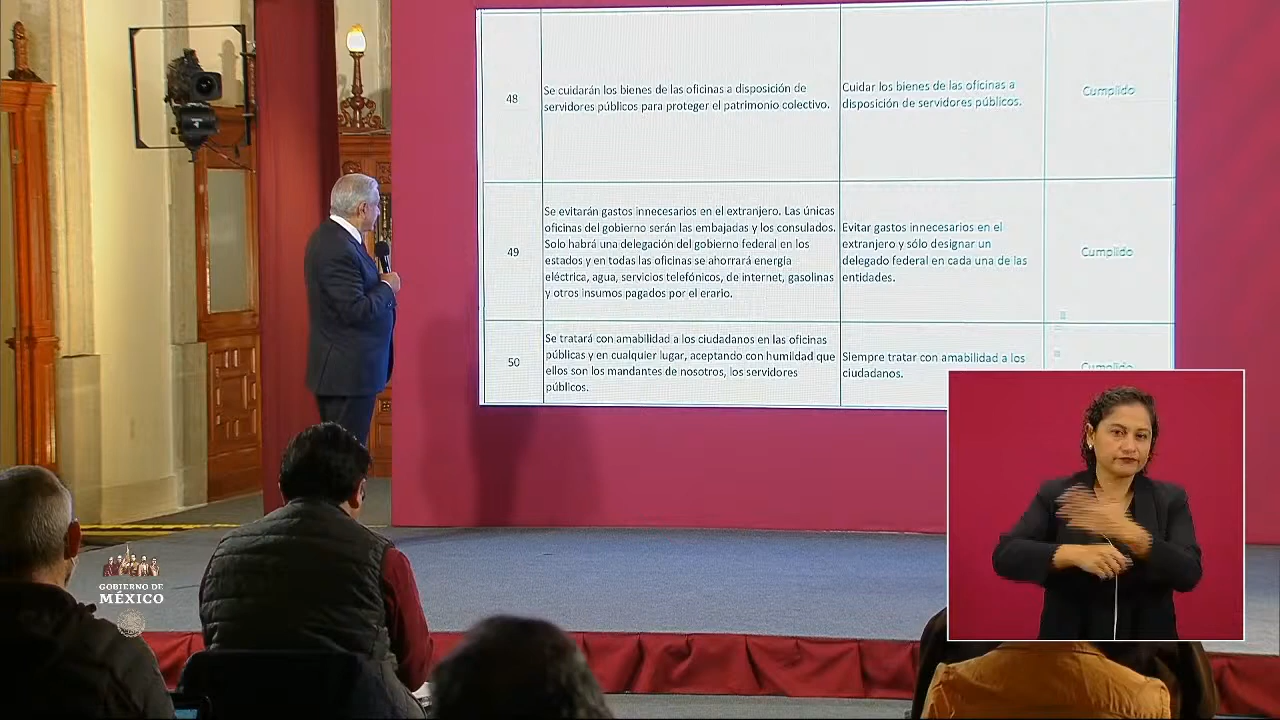 48
Se cuidarán los bienes de las oficinas a disposición de
servidores públicos para proteger el patrimonio colectivo.
Cuidar los bienes de las oficinas a
disposición de servidores públicos.
Cumplido
49
Se evitarán gastos innecesarios en el extranjero. Las únicas
oficinas del gobierno serán las embajadas y los consulados.
Solo habrá una delegación del gobierno federal en los
estados y en todas las oficinas se ahorrará energía
eléctrica, agua, servicios telefónicos, de internet, gasolinas
y otros insumos pagados por el erario.
Evitar gastos innecesarios en el
extranjero y sólo designar un
delegado federal en cada una de las
entidades.
Cumplido
50
Se tratará con amabilidad a los ciudadanos en las oficinas
públicas y en cualquier lugar, aceptando con humildad que
ellos son los mandantes de nosotros, los servidores
públicos.
Siempre tratar con amabilidad a los
ciudadanos.
Cumplido
GOBIERNO DE
MÉXICO